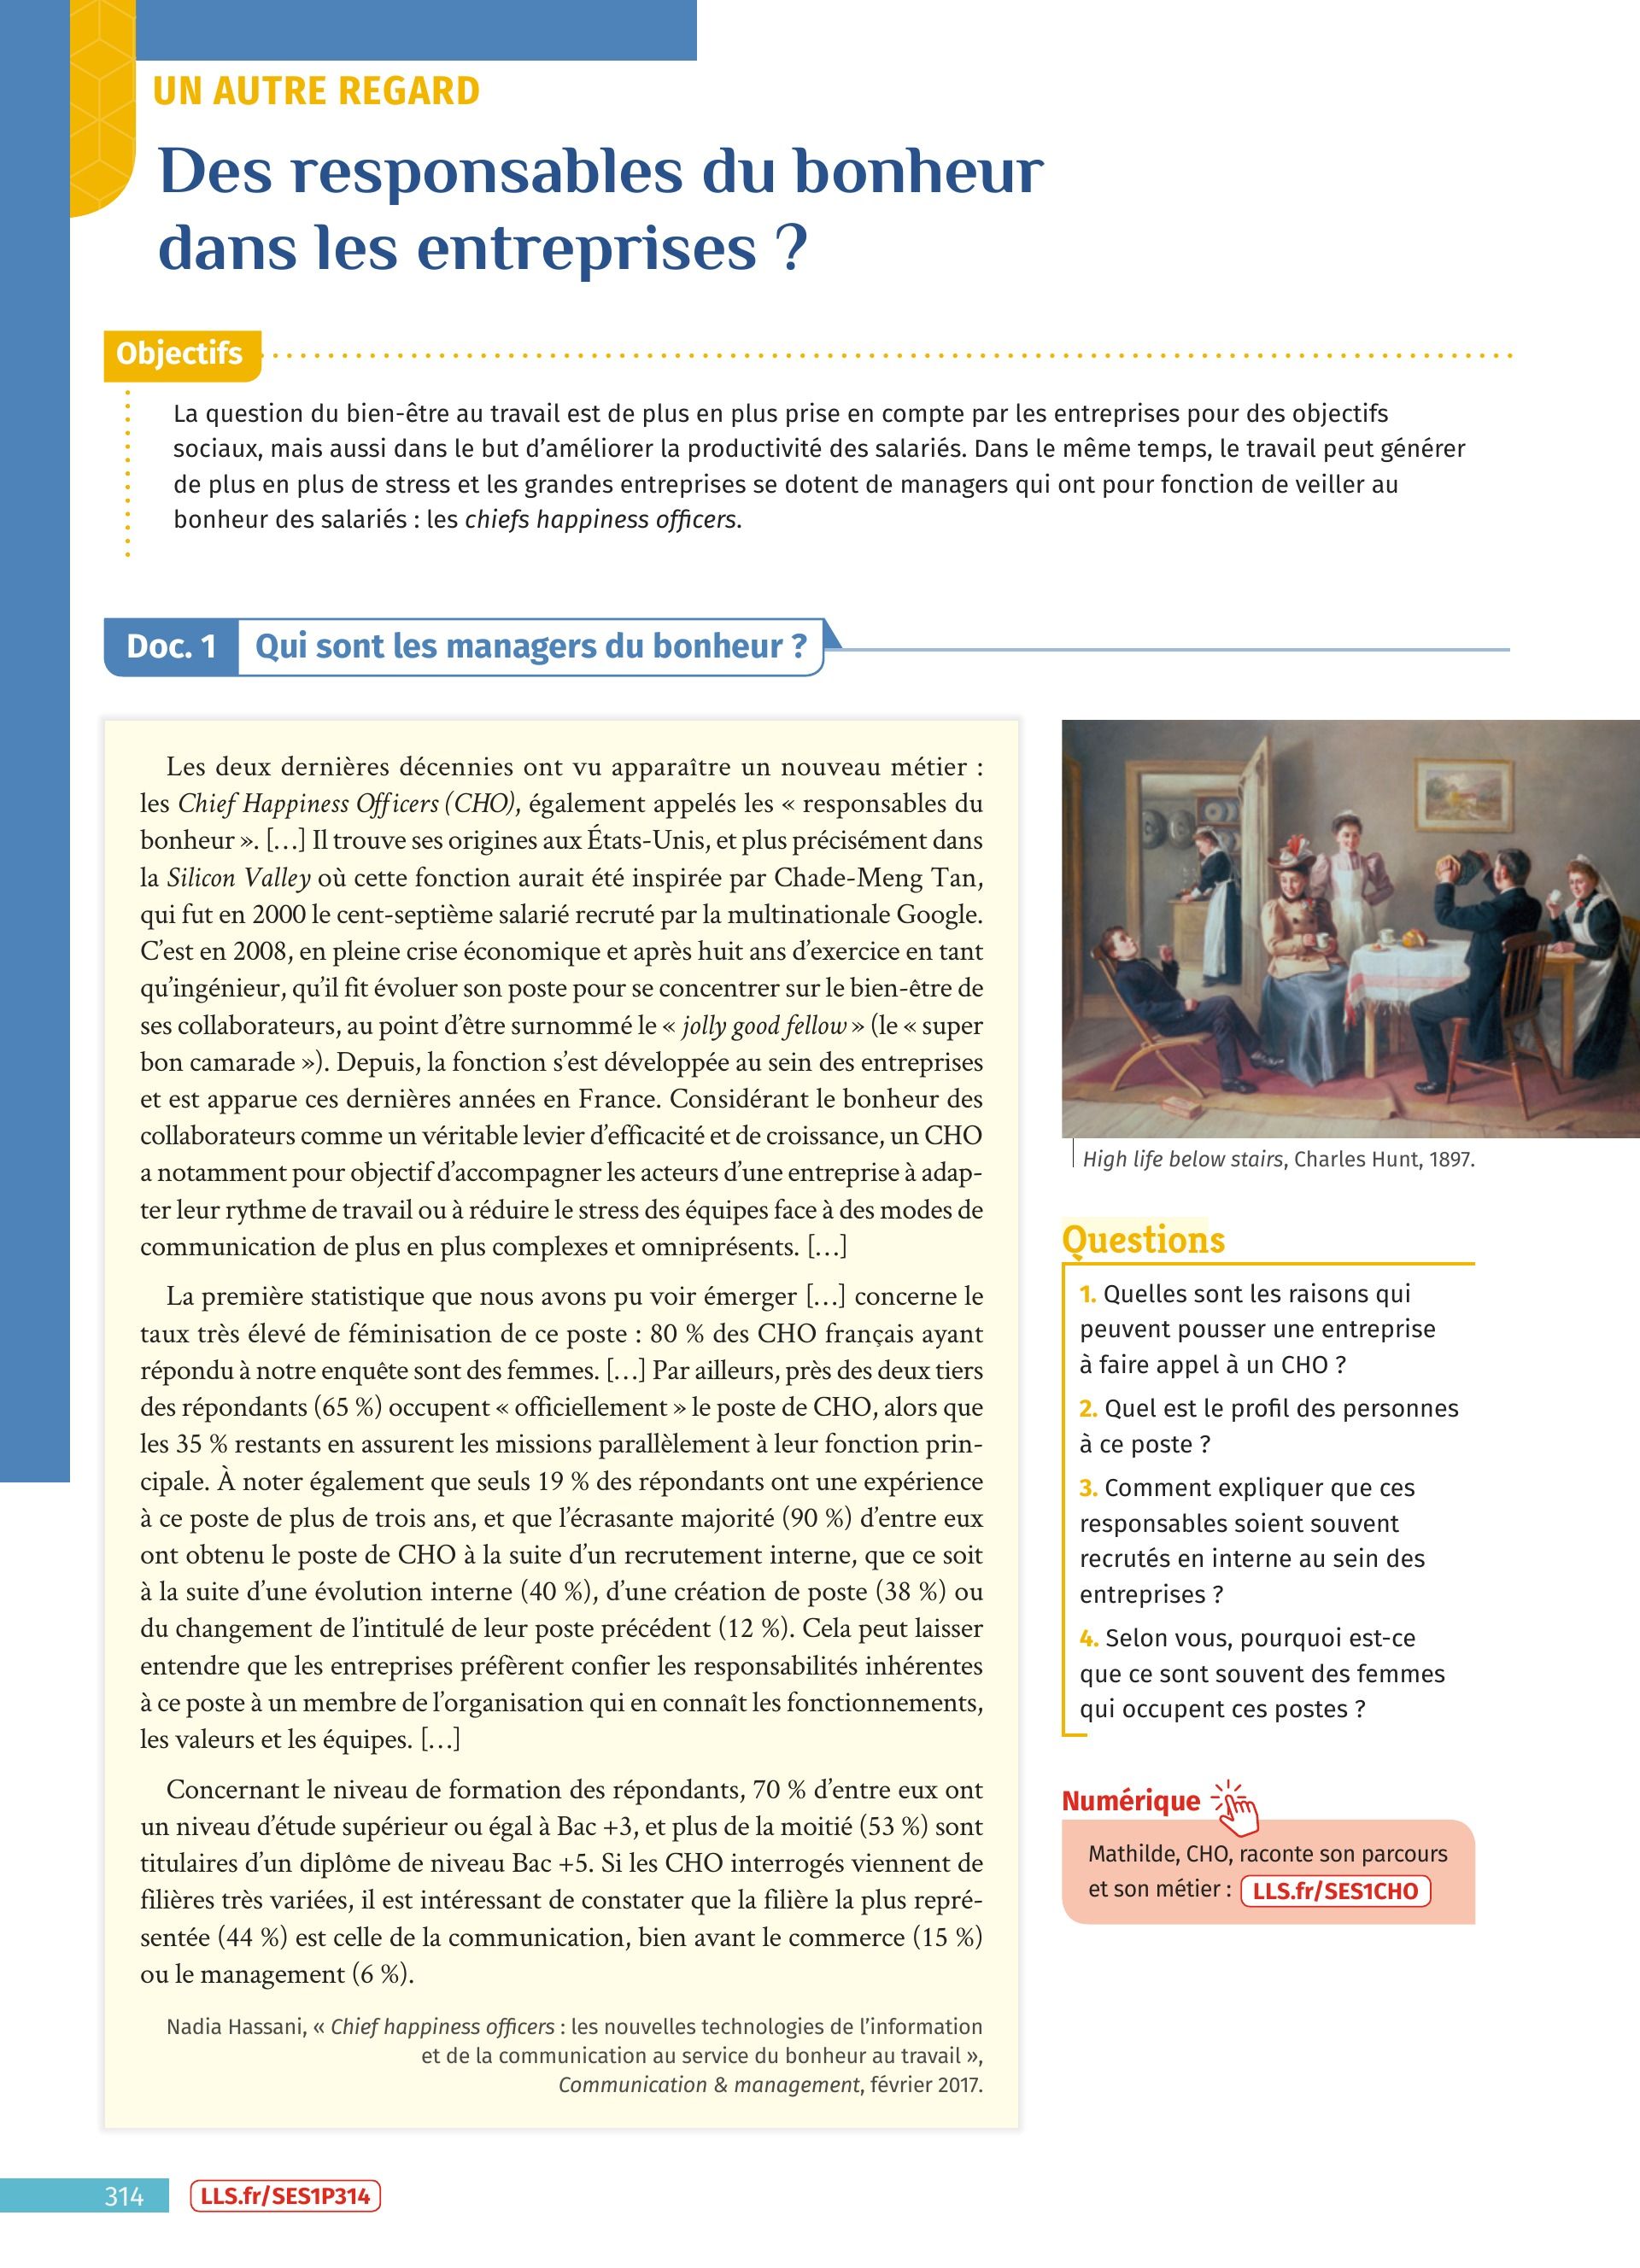 UN AUTRE REGARD
Des responsables du bonheur
dans les entreprises ?
Objectifs
La question du bien-être au travail est de plus en plus prise en compte par les entreprises pour des objectifs
sociaux, mais aussi dans le but d’améliorer la productivité des salariés. Dans le même temps, le travail peut générer
de plus en plus de stress et les grandes entreprises se dotent de managers qui ont pour fonction de veiller au
bonheur des salariés : les chiefs happiness officers.
Doc. 1 Qui sont les managers du bonheur ?
Les deux dernières décennies ont vu apparaître un nouveau métier :
les Chief Happiness Officers (CHO), également appelés les « responsables du
bonheur ». […] Il trouve ses origines aux États-Unis, et plus précisément dans
la Silicon Valley où cette fonction aurait été inspirée par Chade-Meng Tan,
qui fut en 2000 le cent-septième salarié recruté par la multinationale Google.
C’est en 2008, en pleine crise économique et après huit ans d’exercice en tant
qu’ingénieur, qu’il fit évoluer son poste pour se concentrer sur le bien-être de
ses collaborateurs, au point d’être surnommé le « jolly good fellow » (le « super
bon camarade »). Depuis, la fonction s’est développée au sein des entreprises
et est apparue ces dernières années en France. Considérant le bonheur des
collaborateurs comme un véritable levier d’efficacité et de croissance, un CHO
a notamment pour objectif d’accompagner les acteurs d’une entreprise à adap-
ter leur rythme de travail ou à réduire le stress des équipes face à des modes de
communication de plus en plus complexes et omniprésents. […]
La première statistique que nous avons pu voir émerger […] concerne le
taux très élevé de féminisation de ce poste : 80 % des CHO français ayant
répondu à notre enquête sont des femmes. […] Par ailleurs, près des deux tiers
des répondants (65 %) occupent « officiellement » le poste de CHO, alors que
les 35 % restants en assurent les missions parallèlement à leur fonction prin-
cipale. À noter également que seuls 19 % des répondants ont une expérience
à ce poste de plus de trois ans, et que l’écrasante majorité (90 %) d’entre eux
ont obtenu le poste de CHO à la suite d’un recrutement interne, que ce soit
à la suite d’une évolution interne (40 %), d’une création de poste (38 %) ou
du changement de l’intitulé de leur poste précédent (12 %). Cela peut laisser
entendre que les entreprises préfèrent confier les responsabilités inhérentes
à ce poste à un membre de l’organisation qui en connaît les fonctionnements,
les valeurs et les équipes. […]
Concernant le niveau de formation des répondants, 70 % d’entre eux ont
un niveau d’étude supérieur ou égal à Bac +3, et plus de la moitié (53 %) sont
titulaires d’un diplôme de niveau Bac +5. Si les CHO interrogés viennent de
filières très variées, il est intéressant de constater que la filière la plus repré-
sentée (44 %) est celle de la communication, bien avant le commerce (15 %)
ou le management (6 %).
Nadia Hassani, « Chief happiness officers : les nouvelles technologies de l’information
et de la communication au service du bonheur au travail »,
Communication & management, février 2017.
High life below stairs, Charles Hunt, 1897.
Questions
1. Quelles sont les raisons qui
peuvent pousser une entreprise
à faire appel à un CHO ?
2. Quel est le profil des personnes
à ce poste ?
3. Comment expliquer que ces
responsables soient souvent
recrutés en interne au sein des
entreprises ?
4. Selon vous, pourquoi est-ce
que ce sont souvent des femmes
qui occupent ces postes ?
Numérique
Mathilde, CHO, raconte son parcours
et son métier : LLS.fr/SES1CHO
314 LLS.fr/SES1P314